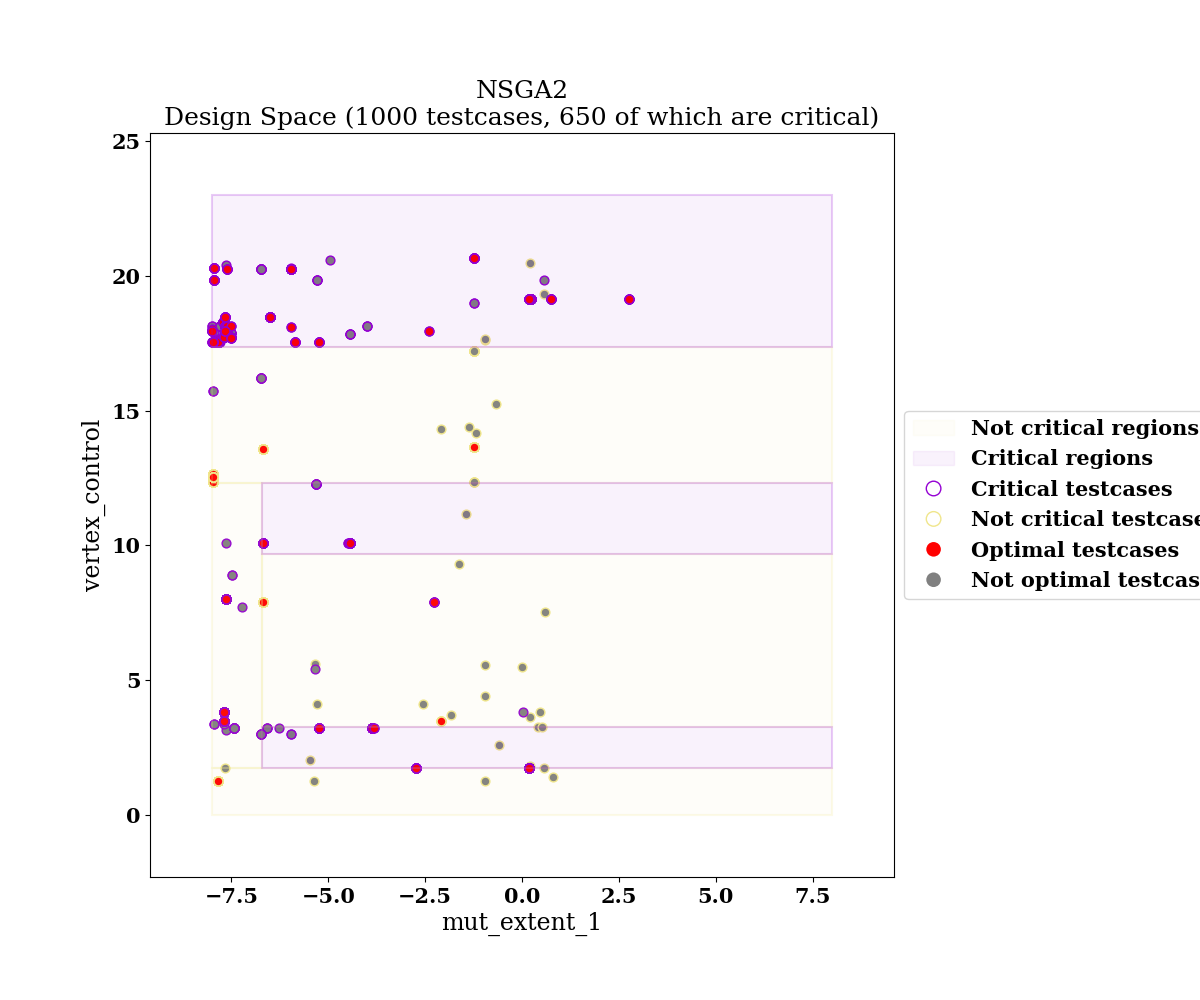 NSGA2
Design Space (1000 testcases, 650 of which are critical)
25
20
15
10
5
0
vertex_control
−7.5
−5.0
−2.5
0.0
2.5
5.0
7.5
mut_extent_1
Not critical regions
Critical regions
Critical testcases
Not critical testcase
Optimal testcases
Not optimal testcas